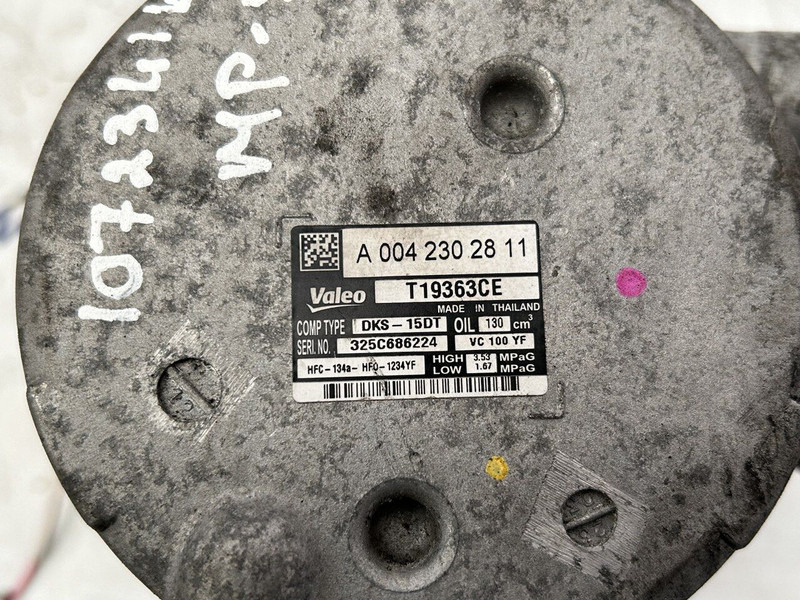 A 004 230 28 11
Valeo T19363CE
MADE IN THAILAND
COMP TYPE DKS-15DT OIL 130 cm³
SERI. NO. 325C686224 VC 100 YF
HFC-134a- HFO-1234YF HIGH 3.53 MPaG
LOW 1.67 MPaG
MP-